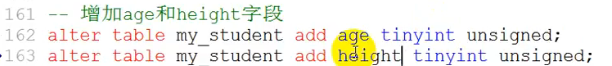 161 -- 增加age和height字段
162 alter table my_student add age tinyint unsigned;
163 alter table my_student add height tinyint unsigned;